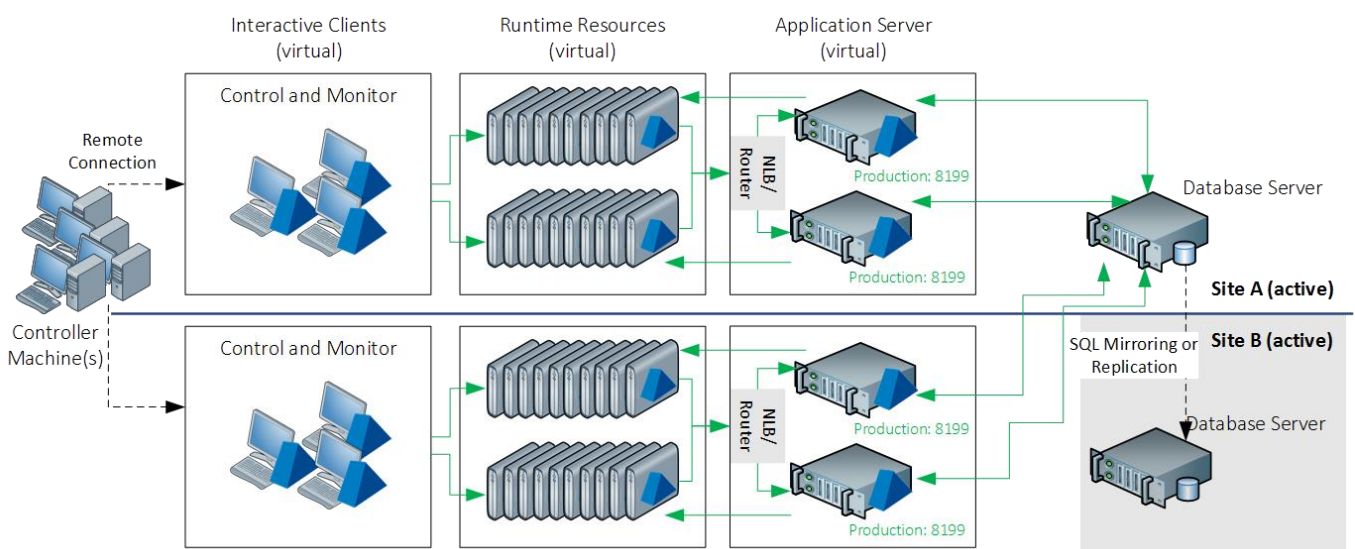 Interactive Clients
(virtual)
Runtime Resources
(virtual)
Application Server
(virtual)
Control and Monitor
Remote
Connection
NLB/
Router
Production: 8199
Production: 8199
Database Server
Site A (active)
Controller
Machine(s)
Control and Monitor
NLB/
Router
Production: 8199
Production: 8199
SQL Mirroring or
Replication
Site B (active)
Database Server